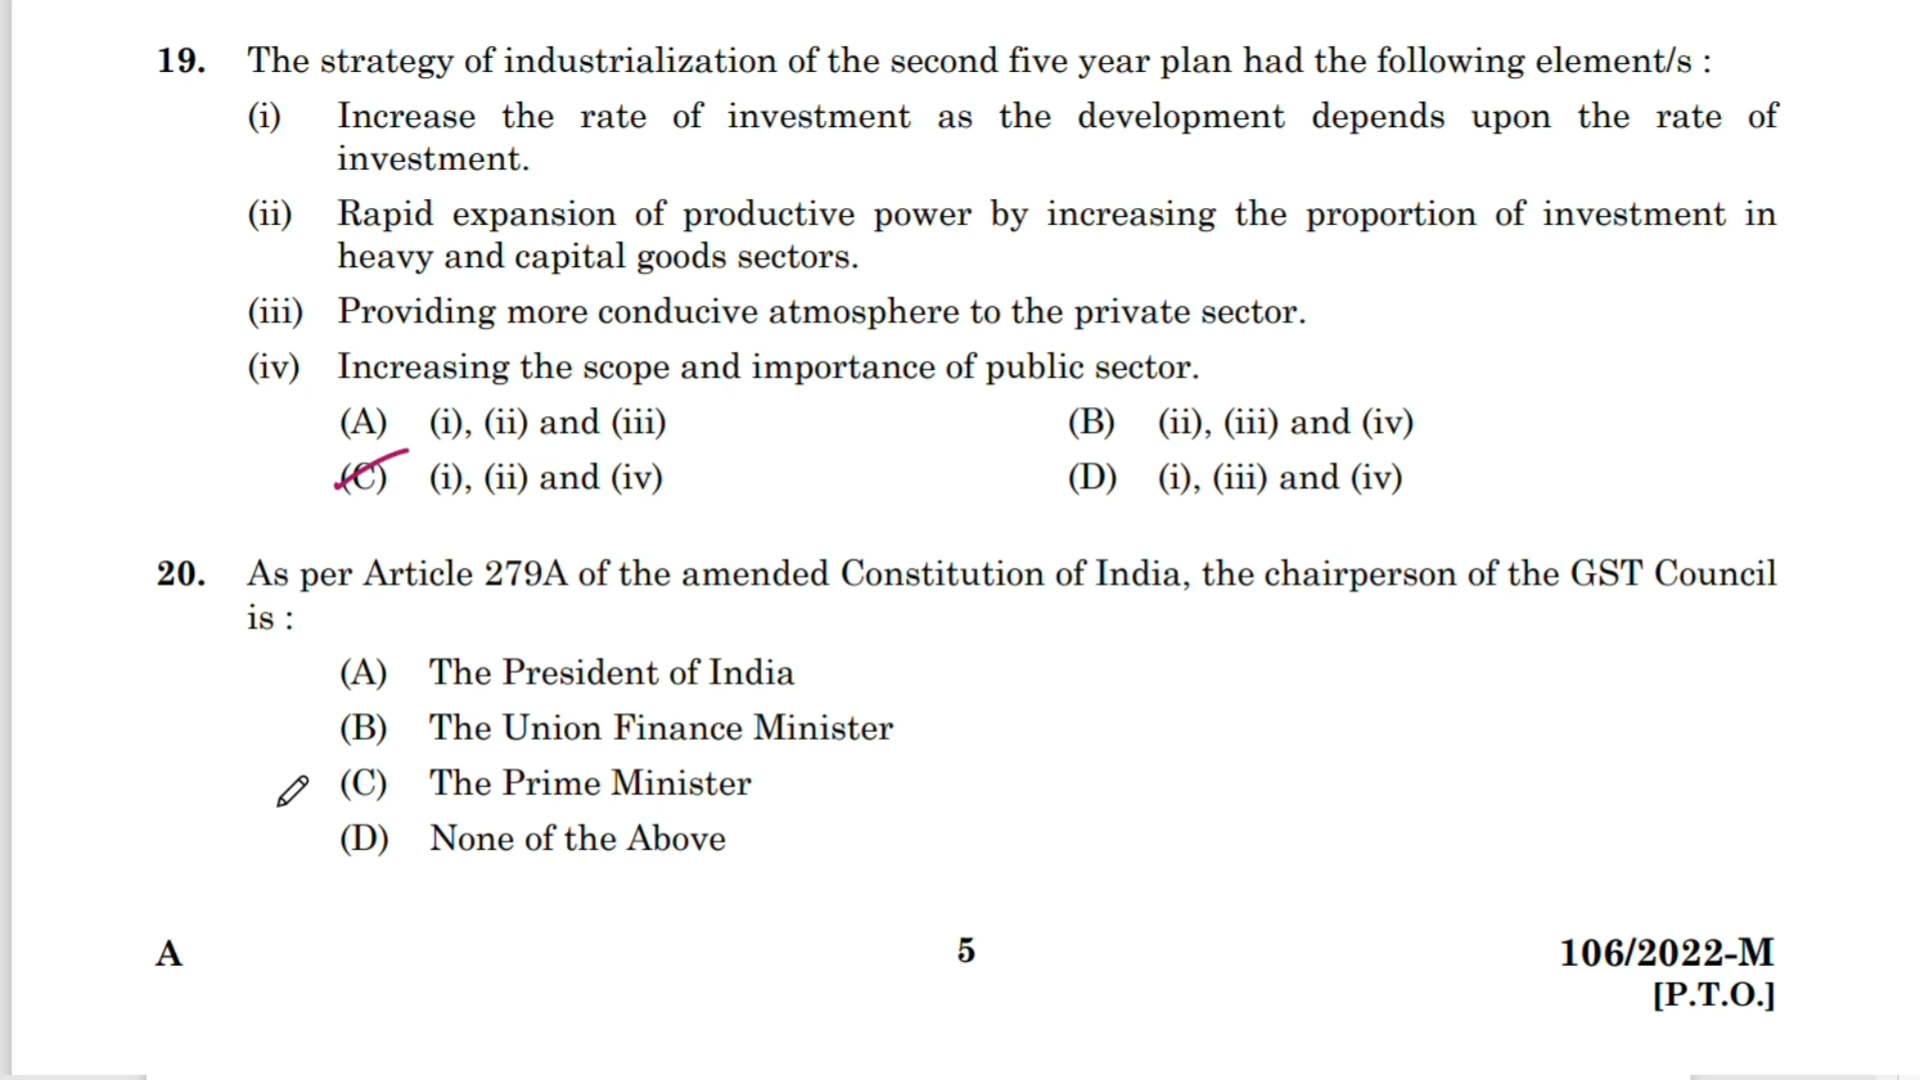 19. The strategy of industrialization of the second five year plan had the following element/s :
(i) Increase the rate of investment as the development depends upon the rate of
investment.
(ii) Rapid expansion of productive power by increasing the proportion of investment in
heavy and capital goods sectors.
(iii) Providing more conducive atmosphere to the private sector.
(iv) Increasing the scope and importance of public sector.
(A) (i), (ii) and (iii) (B) (ii), (iii) and (iv)
(C) (i), (ii) and (iv) (D) (i), (iii) and (iv)
20. As per Article 279A of the amended Constitution of India, the chairperson of the GST Council
is :
(A) The President of India
(B) The Union Finance Minister
(C) The Prime Minister
(D) None of the Above
A 5 106/2022-M
[P.T.O.]